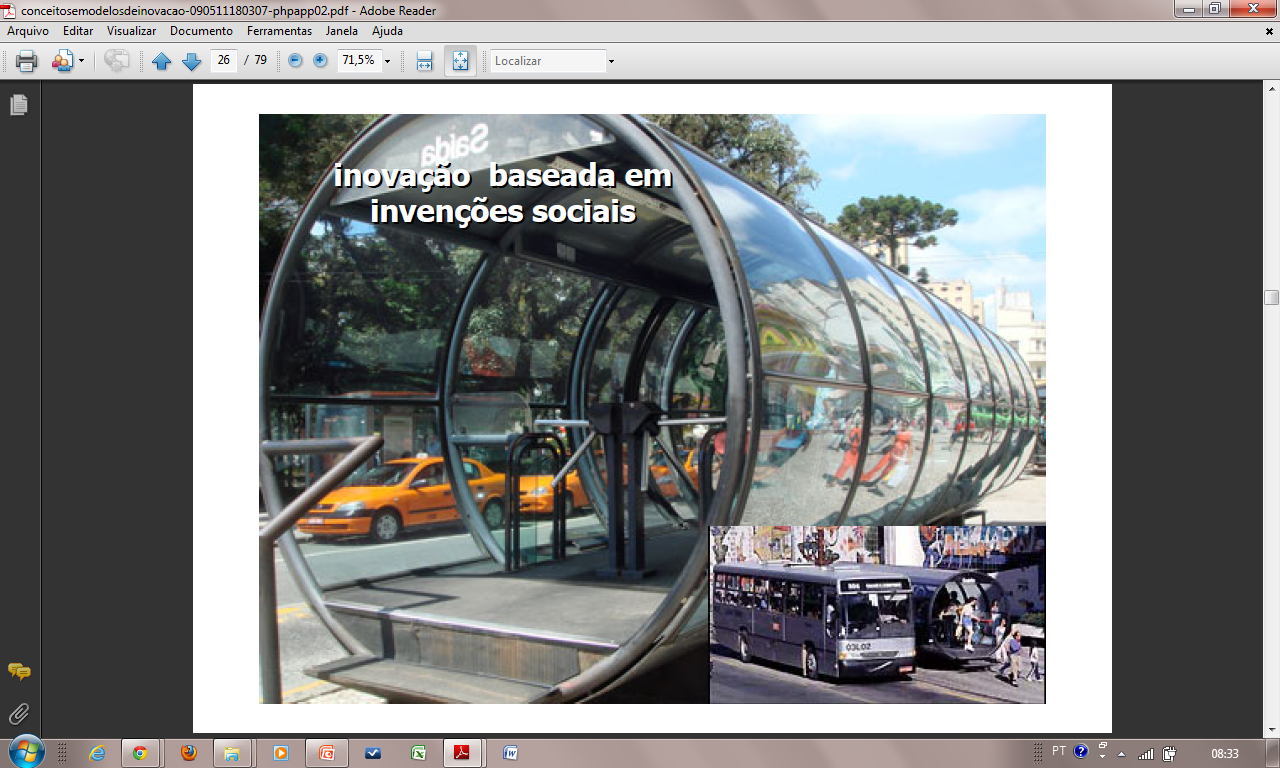 conceitosemodelosdeinovacao-090511180307-phpapp02.pdf - Adobe Reader
Arquivo Editar Visualizar Documento Ferramentas Janela Ajuda
26 / 79 71,5% Localizar
Saída
inovação baseada em
invenções sociais
03L02
PT 08:33